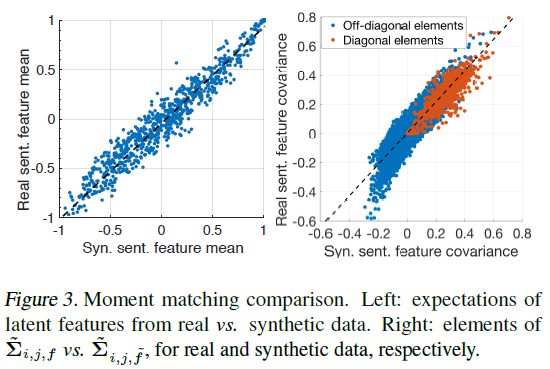 Real sent. feature mean
1
0.5
0
-0.5
-1
-1 -0.5 0 0.5 1
Syn. sent. feature mean
Real sent. feature covariance
0.8
0.6
0.4
0.2
0
-0.2
-0.4
-0.6
Off-diagonal elements
Diagonal elements
-0.6 -0.4 -0.2 0 0.2 0.4 0.6 0.8
Syn. sent. feature covariance
Figure 3. Moment matching comparison. Left: expectations of
latent features from real vs. synthetic data. Right: elements of
Σ̃i,j,f vs. Σ̃i,j,f̃, for real and synthetic data, respectively.